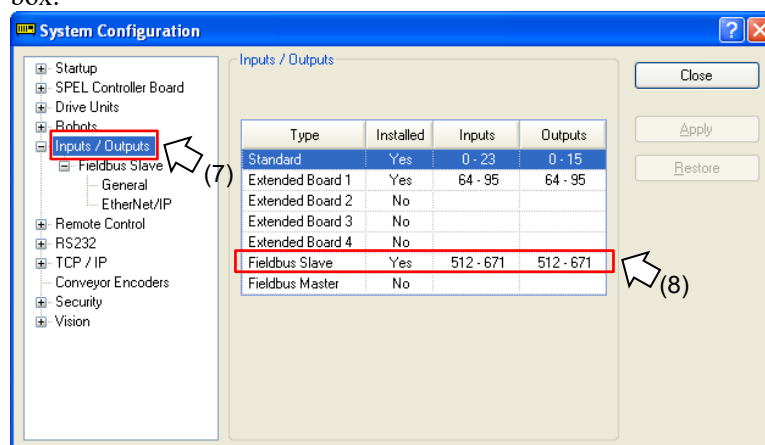 box.
System Configuration
Startup
SPEL Controller Board
Drive Units
Robots
Inputs / Outputs
Fieldbus Slave
General
EtherNet/IP
Remote Control
RS232
TCP / IP
Conveyor Encoders
Security
Vision
(7)
Inputs / Outputs
Type Installed Inputs Outputs
Standard Yes 0 - 23 0 - 15
Extended Board 1 Yes 64 - 95 64 - 95
Extended Board 2 No
Extended Board 3 No
Extended Board 4 No
Fieldbus Slave Yes 512 - 671 512 - 671
Fieldbus Master No
(8)
Close
Apply
Restore